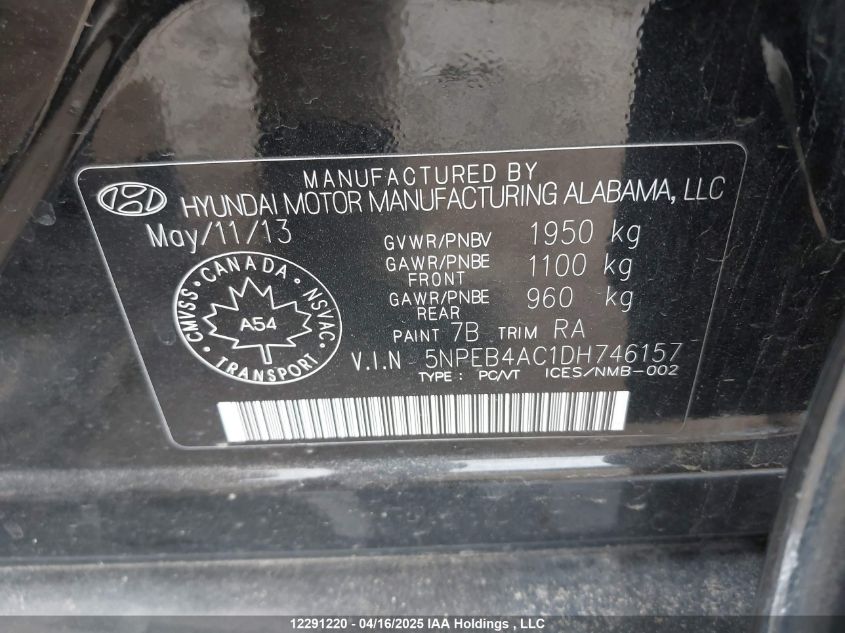 MANUFACTURED BY
HYUNDAI MOTOR MANUFACTURING ALABAMA, LLC
May/11/13
GVWR/PNBV 1950 kg
GAWR/PNBE FRONT 1100 kg
GAWR/PNBE REAR 960 kg
PAINT 7B TRIM RA
V.I.N 5NPEB4AC1DH746157
TYPE : PC/VT ICES/NMB-002
CANADA
CMVSS
NSVAC
A54
TRANSPORT
12291220 - 04/16/2025 IAA Holdings , LLC